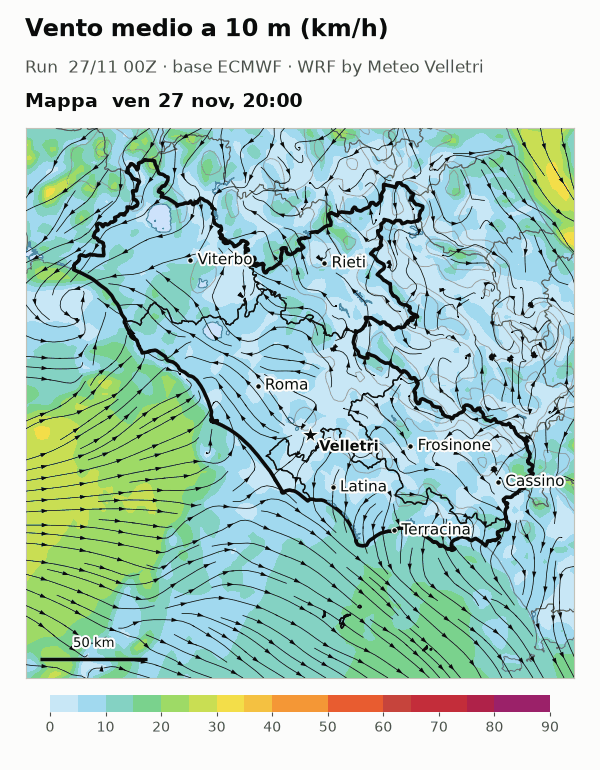 Vento medio a 10 m (km/h)
Run  27/11 00Z · base ECMWF · WRF by Meteo Velletri
Mappa  ven 27 nov, 20:00
Viterbo
Rieti
Roma
Velletri
Frosinone
Cassino
Latina
Terracina
50 km
0 10 20 30 40 50 60 70 80 90